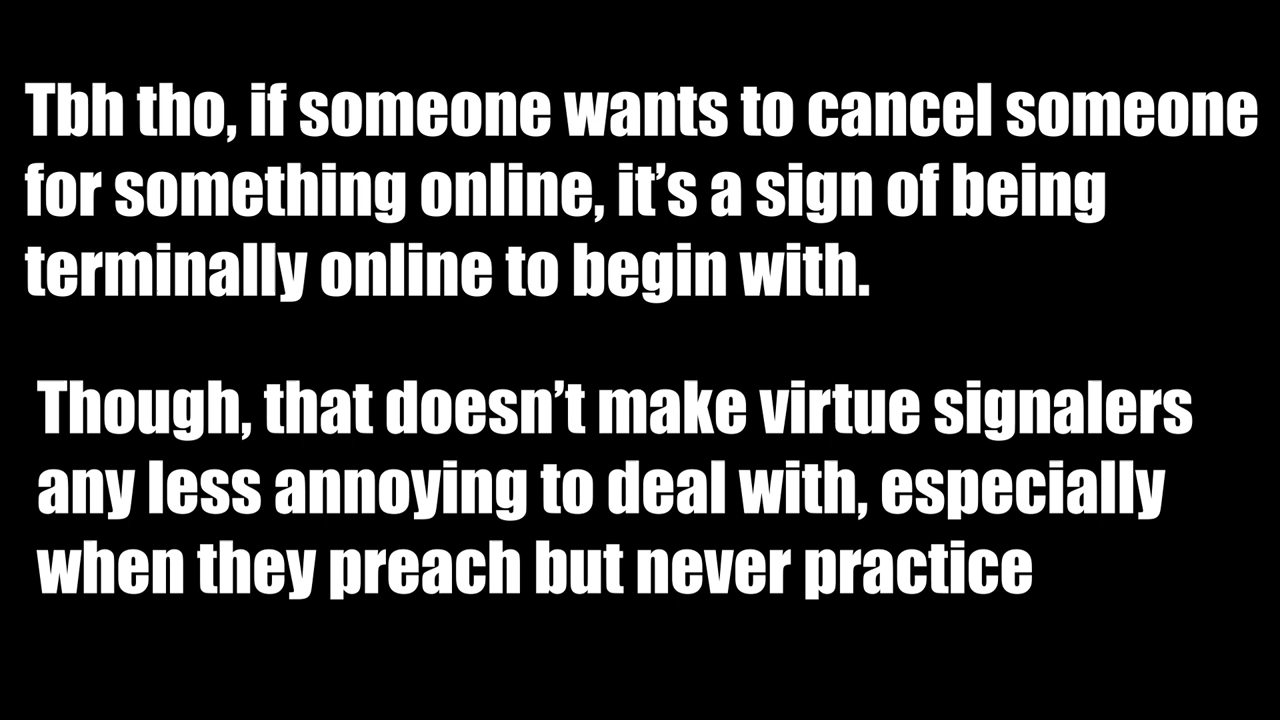 Tbh tho, if someone wants to cancel someone
for something online, it’s a sign of being
terminally online to begin with.
Though, that doesn’t make virtue signalers
any less annoying to deal with, especially
when they preach but never practice